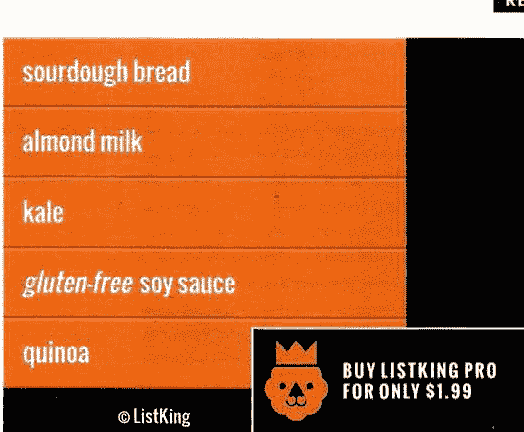 sourdough bread
almond milk
kale
gluten-free soy sauce
quinoa
© ListKing
BUY LISTKING PRO
FOR ONLY $1.99